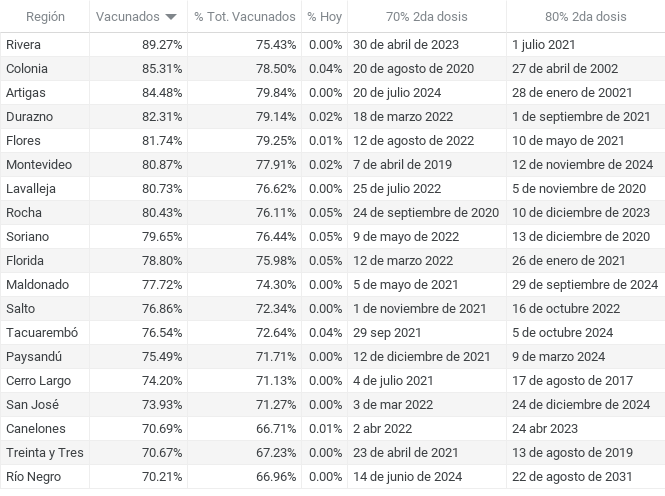 Región Vacunados % Tot. Vacunados % Hoy 70% 2da dosis 80% 2da dosis
Rivera 89.27% 75.43% 0.00% 30 de abril de 2023 1 julio 2021
Colonia 85.31% 78.50% 0.04% 20 de agosto de 2020 27 de abril de 2002
Artigas 84.48% 79.84% 0.00% 20 de julio 2024 28 de enero de 20021
Durazno 82.31% 79.14% 0.02% 18 de marzo 2022 1 de septiembre de 2021
Flores 81.74% 79.25% 0.01% 12 de agosto de 2022 10 de mayo de 2021
Montevideo 80.87% 77.91% 0.02% 7 de abril de 2019 12 de noviembre de 2024
Lavalleja 80.73% 76.62% 0.00% 25 de julio 2022 5 de noviembre de 2020
Rocha 80.43% 76.11% 0.05% 24 de septiembre de 2020 10 de diciembre de 2023
Soriano 79.65% 76.44% 0.05% 9 de mayo de 2022 13 de diciembre de 2020
Florida 78.80% 75.98% 0.05% 12 de marzo 2022 26 de enero de 2021
Maldonado 77.72% 74.30% 0.00% 5 de mayo de 2021 29 de septiembre de 2024
Salto 76.86% 72.34% 0.00% 1 de noviembre de 2021 16 de octubre 2022
Tacuarembó 76.54% 72.64% 0.04% 29 sep 2021 5 de octubre 2024
Paysandú 75.49% 71.71% 0.00% 12 de diciembre de 2021 9 de marzo 2024
Cerro Largo 74.20% 71.13% 0.00% 4 de julio 2021 17 de agosto de 2017
San José 73.93% 71.27% 0.00% 3 de mar 2022 24 de diciembre de 2024
Canelones 70.69% 66.71% 0.01% 2 abr 2022 24 abr 2023
Treinta y Tres 70.67% 67.23% 0.00% 23 de abril de 2021 13 de agosto de 2019
Río Negro 70.21% 66.96% 0.00% 14 de junio de 2024 22 de agosto de 2031